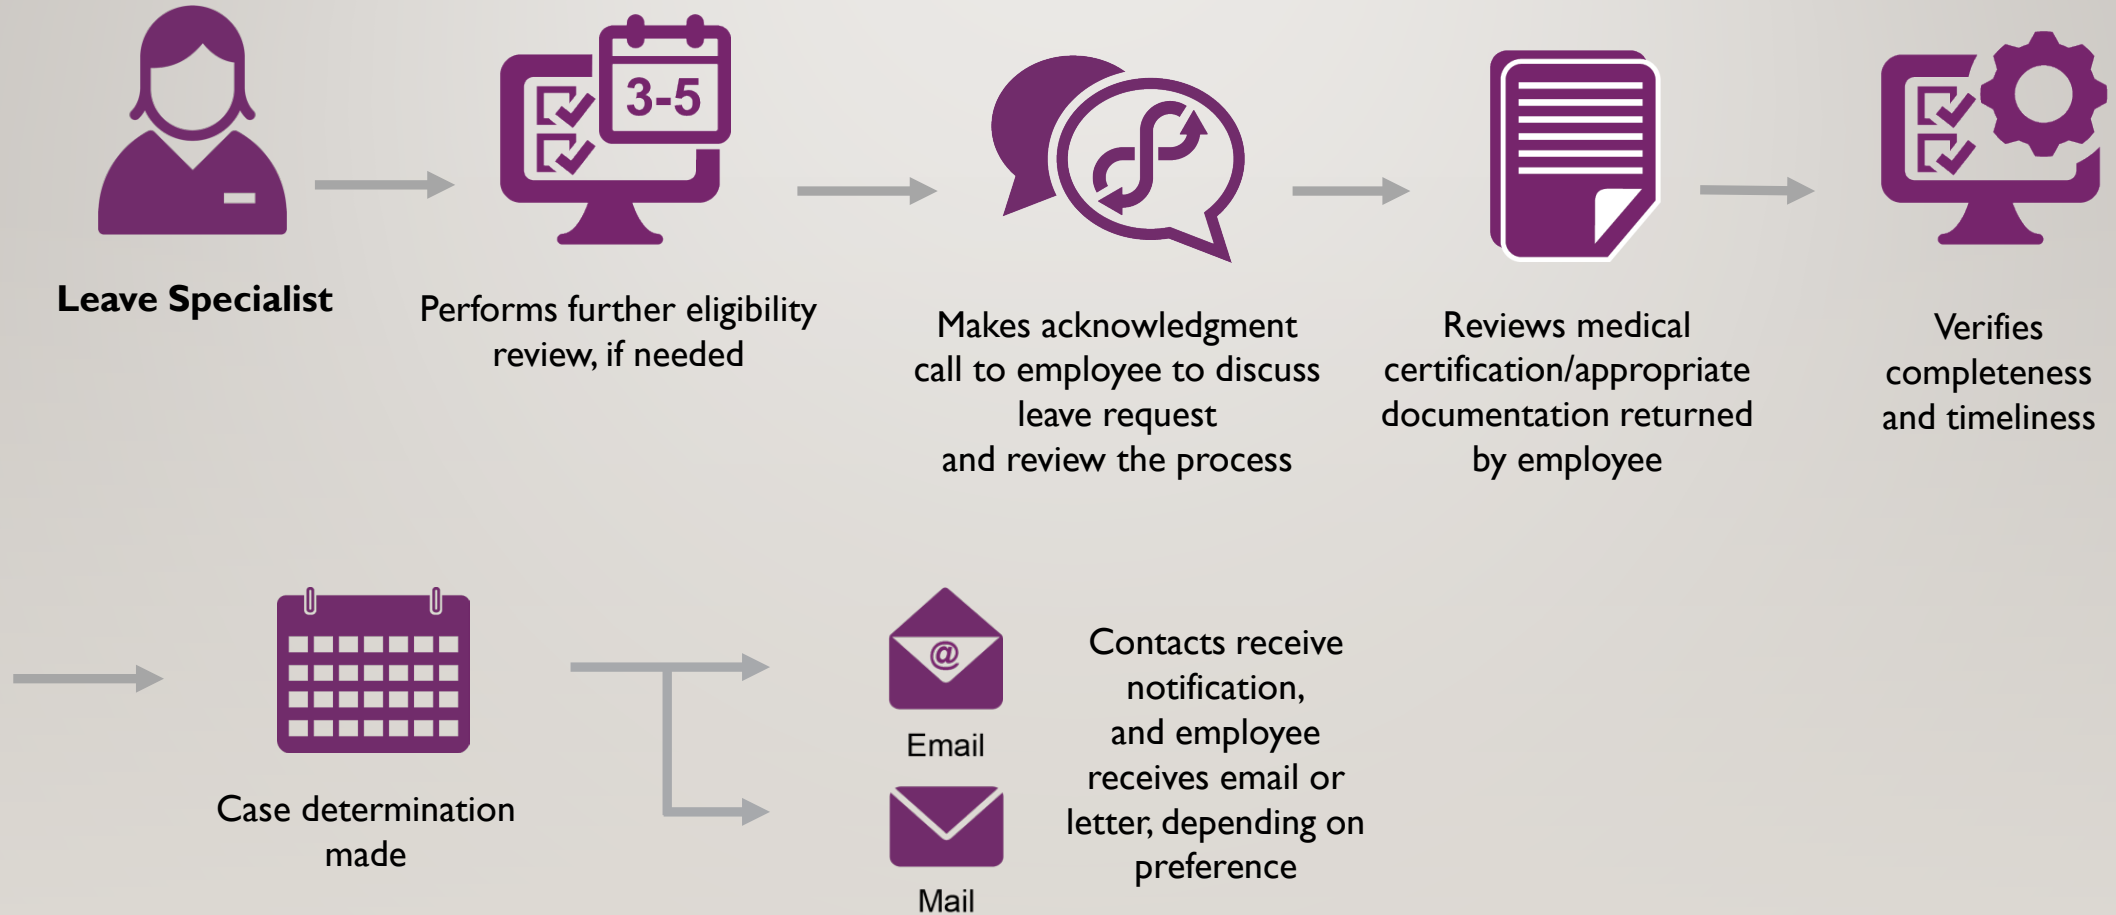 3-5
Leave Specialist
Performs further eligibility
review, if needed
Makes acknowledgment
call to employee to discuss
leave request
and review the process
Reviews medical
certification/appropriate
documentation returned
by employee
Verifies
completeness
and timeliness
Case determination
made
@
Email
Mail
Contacts receive
notification,
and employee
receives email or
letter, depending on
preference